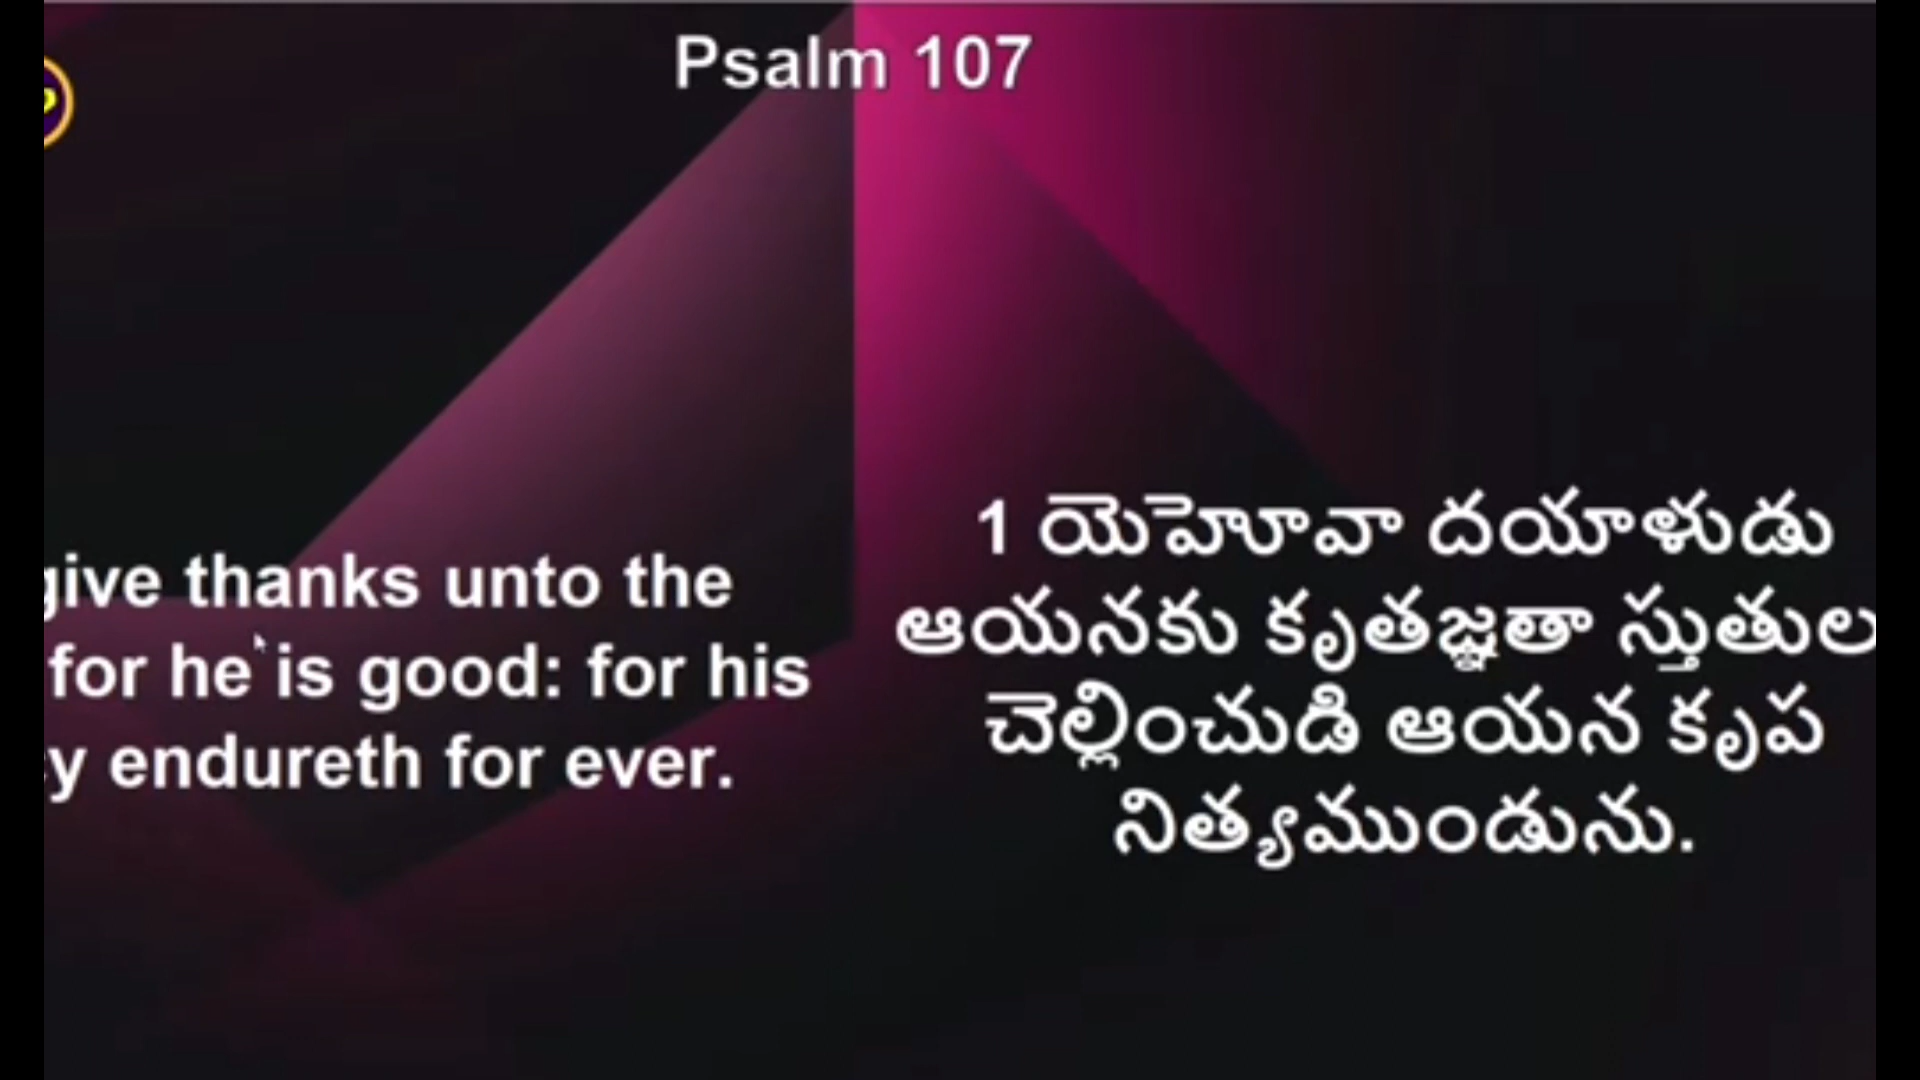 Psalm 107
give thanks unto the
for he is good: for his
endureth for ever.
1 యెహోవా దయాళుడు
ఆయనకు కృతజ్ఞతా స్తుతుల
చెల్లించుడి ఆయన కృప
నిత్యముండును.